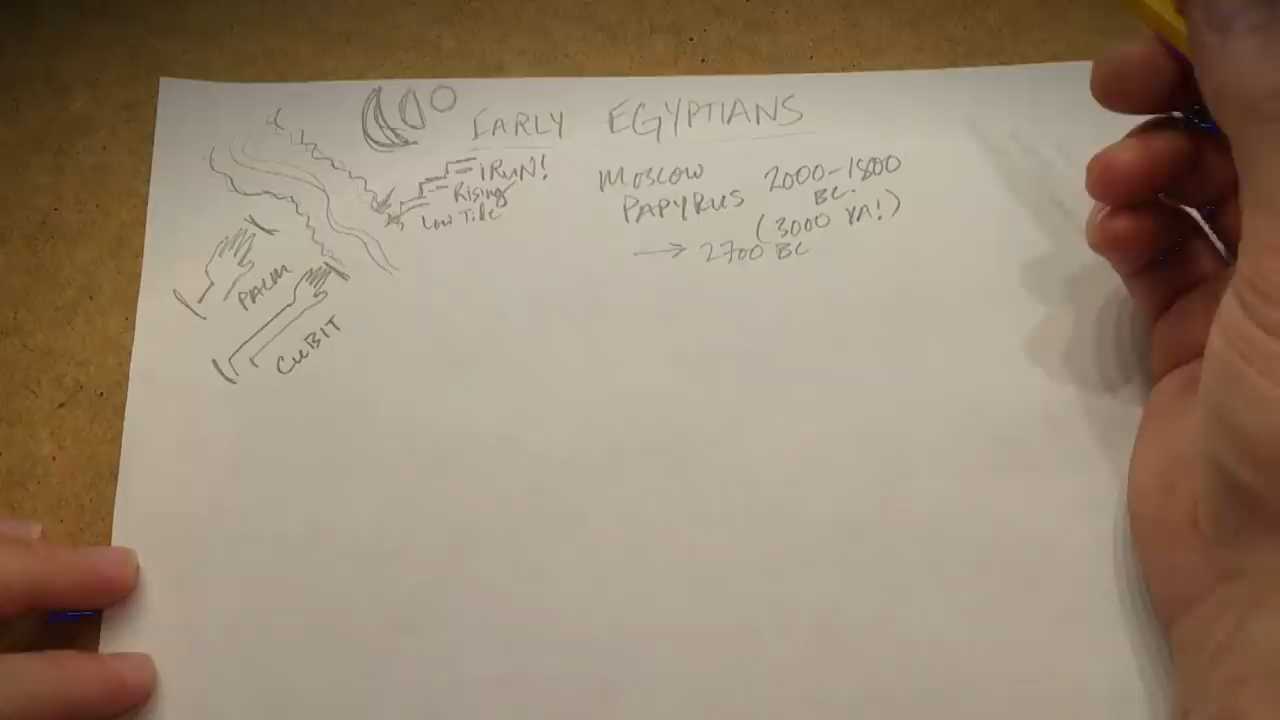 EARLY EGYPTIANS
RUN!
Rising
Low Tide
MOSCOW
PAPYRUS
2000-1800
BC.
(3000 YA!)
→ 2700 BC
PALM
CUBIT